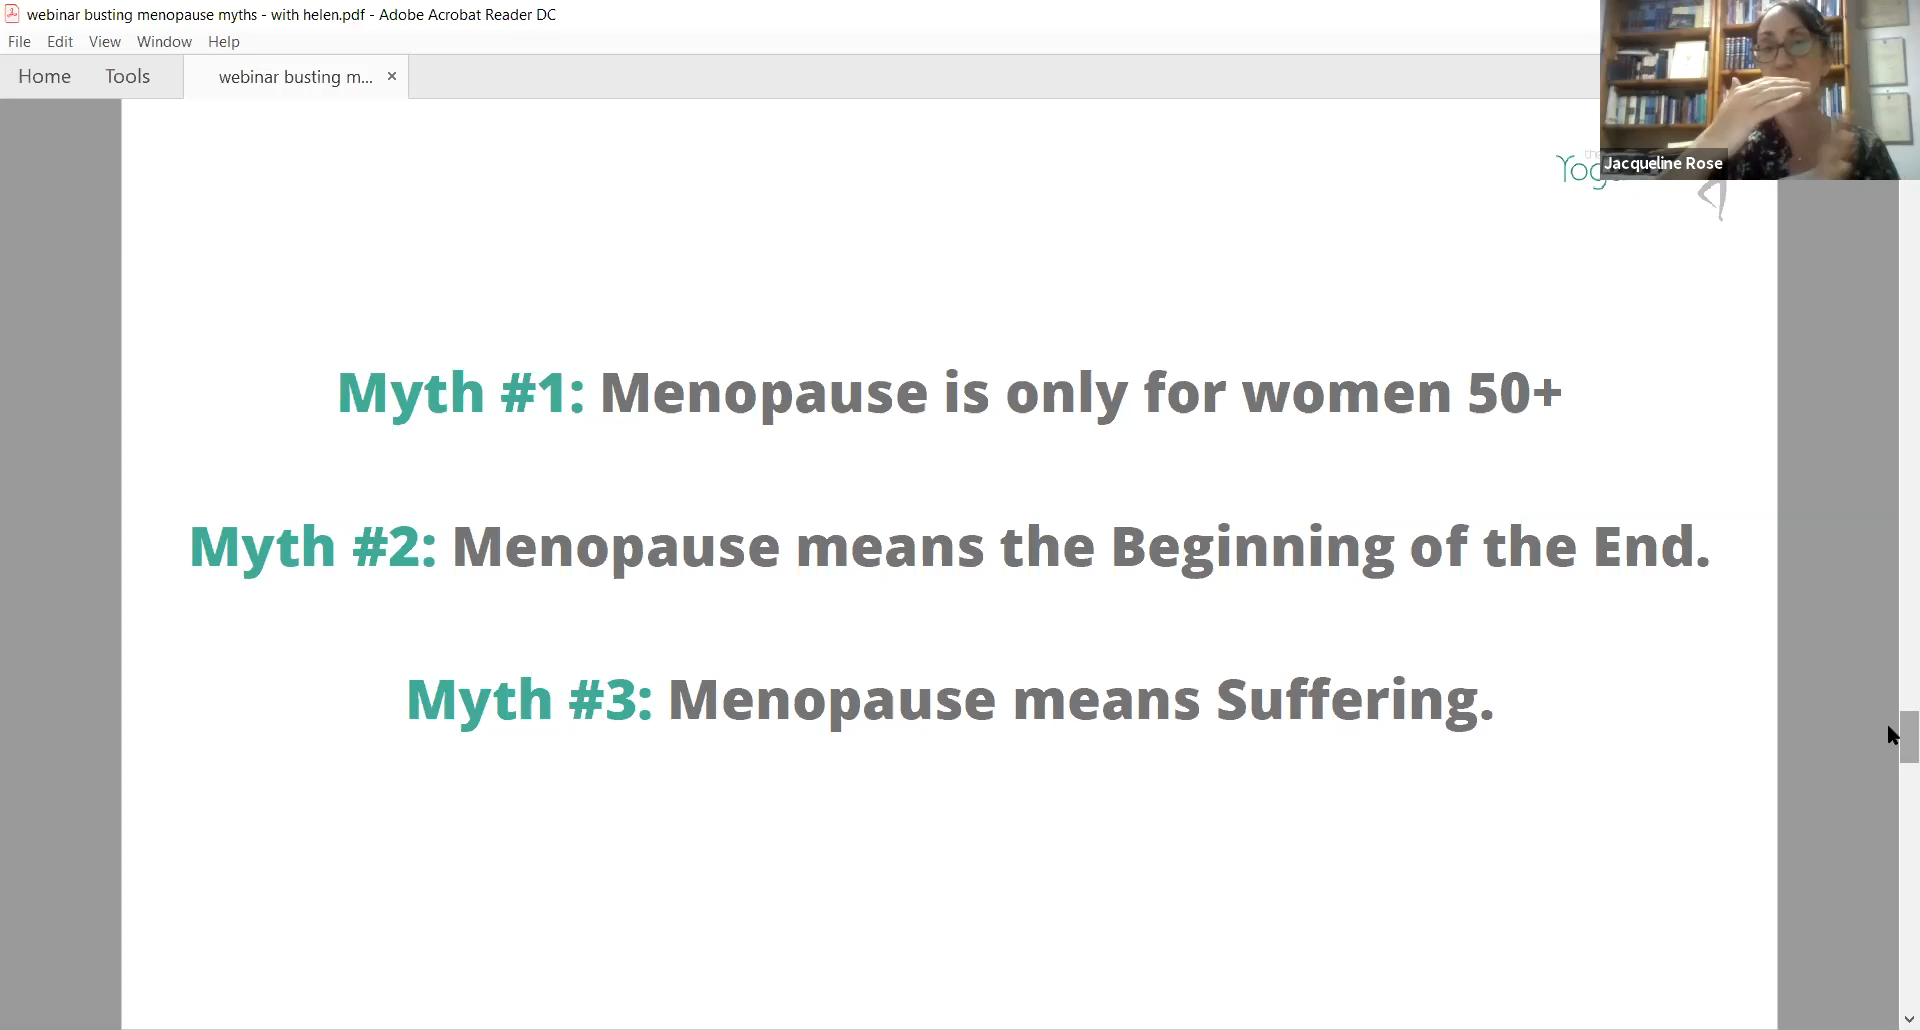 webinar busting menopause myths - with helen.pdf - Adobe Acrobat Reader DC
File Edit View Window Help
Home Tools webinar busting m... ×
Jacqueline Rose
Myth #1: Menopause is only for women 50+
Myth #2: Menopause means the Beginning of the End.
Myth #3: Menopause means Suffering.